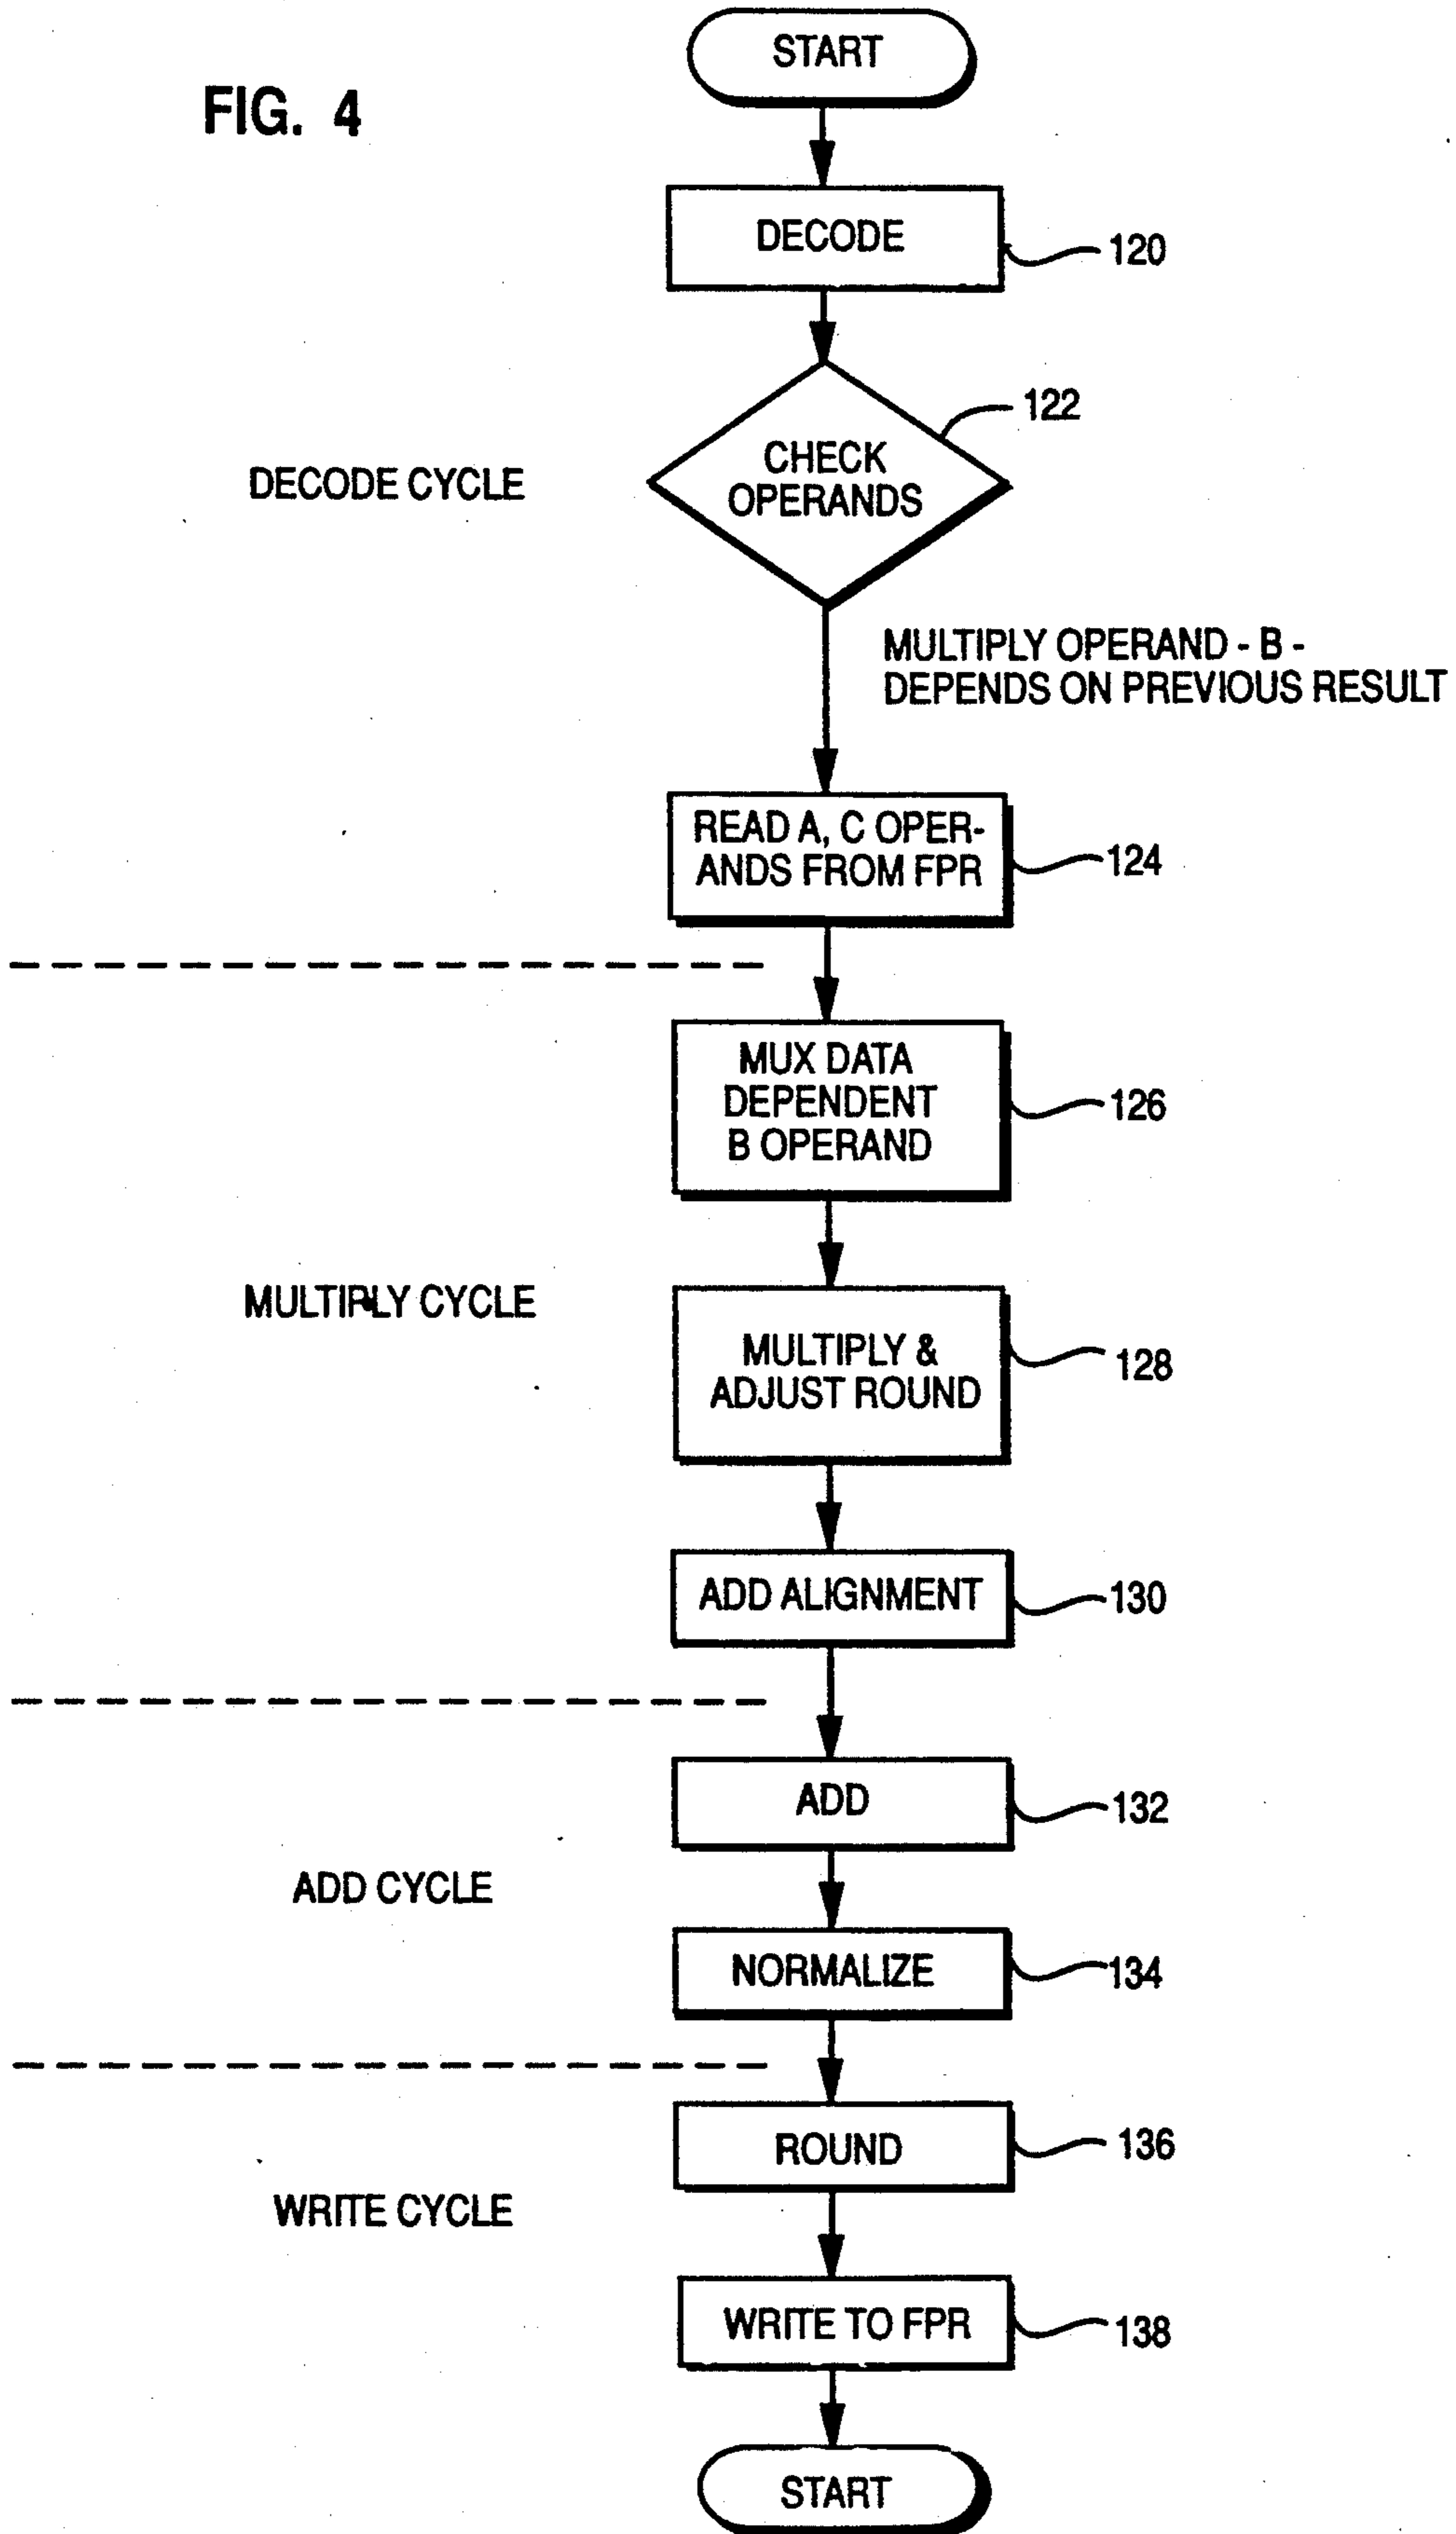 FIG. 4
START
DECODE
120
122
CHECK
OPERANDS
DECODE CYCLE
MULTIPLY OPERAND - B -
DEPENDS ON PREVIOUS RESULT
READ A, C OPER-
ANDS FROM FPR
124
MUX DATA
DEPENDENT
B OPERAND
126
MULTIPLY CYCLE
MULTIPLY &
ADJUST ROUND
128
ADD ALIGNMENT
130
ADD
132
ADD CYCLE
NORMALIZE
134
ROUND
136
WRITE CYCLE
WRITE TO FPR
138
START